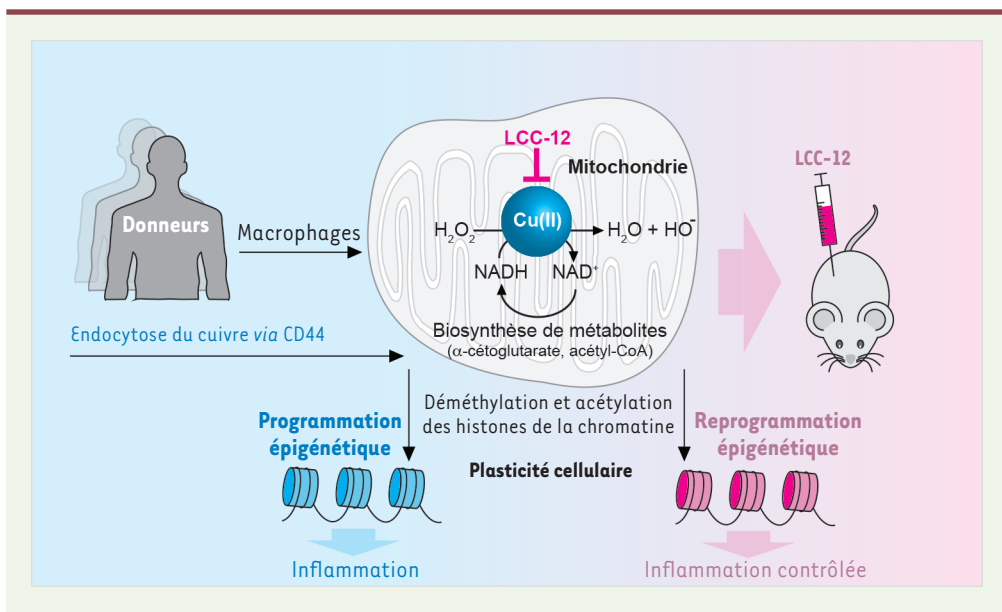 LCC-12
Mitochondrie
LCC-12
Donneurs
Macrophages
Cu(II)
H₂O₂
H₂O + HO⁻
NADH
NAD⁺
Endocytose du cuivre via CD44
Biosynthèse de métabolites
(α-cétoglutarate, acétyl-CoA)
Déméthylation et acétylation
des histones de la chromatine
Programmation
épigénétique
Reprogrammation
épigénétique
Plasticité cellulaire
Inflammation
Inflammation contrôlée